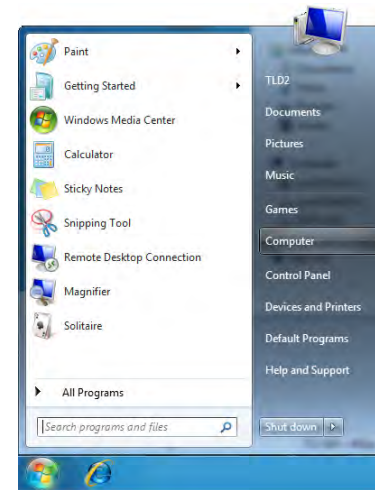 Paint
Getting Started
Windows Media Center
Calculator
Sticky Notes
Snipping Tool
Remote Desktop Connection
Magnifier
Solitaire
All Programs
Search programs and files
TLD2
Documents
Pictures
Music
Games
Computer
Control Panel
Devices and Printers
Default Programs
Help and Support
Shut down